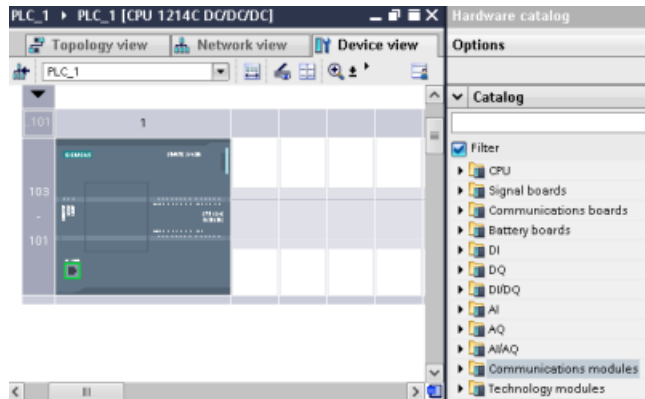 PLC_1 ▸ PLC_1 [CPU 1214C DC/DC/DC]
Hardware catalog
Topology view
Network view
Device view
Options
PLC_1
Catalog
101
1
SIEMENS
Filter
CPU
Signal boards
103
Communications boards
-
Battery boards
101
DI
DQ
DI/DQ
AI
AQ
AI/AQ
Communications modules
Technology modules